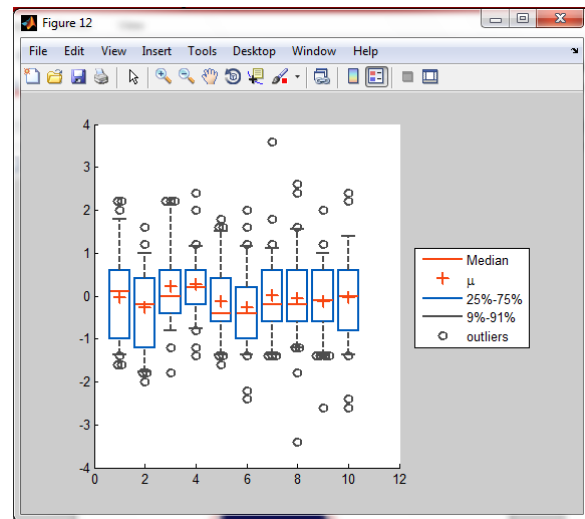 Figure 12
File Edit View Insert Tools Desktop Window Help
4
3
2
1
0
-1
-2
-3
-4
0 2 4 6 8 10 12
Median
μ
25%-75%
9%-91%
outliers